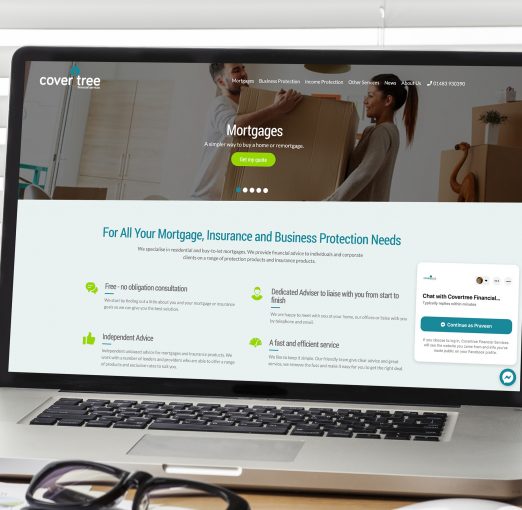 cover tree
financial services
Mortgages Business Protection Income Protection Other Services News About Us 01483 930390
Mortgages
A simpler way to buy a home or remortgage.
Get my quote
For All Your Mortgage, Insurance and Business Protection Needs
We specialise in residential and buy-to-let mortgages. We provide financial advice to individuals and corporate
clients on a range of protection products and insurance products.
Free - no obligation consultation
We start by finding out a little about you and your mortgage or insurance
goals so we can give you the best solution.
Dedicated Adviser to liaise with you from start to
finish
We are happy to meet with you at your home, our offices or liaise with you
by telephone and email.
Independent Advice
Independent unbiased advice for mortgages and insurance products. We
work with a number of lenders and providers who are able to offer a range
of products and exclusive rates to suit you.
A fast and efficient service
We like to keep it simple. Our friendly team give clear advice and great
service, we remove the fuss and make it easy for you to get the right deal.
Chat with Covertree Financial...
Typically replies within minutes
Continue as Praveen
If you choose to log in, Covertree Financial Services
will see the website you came from and info you've
made public on your Facebook profile.